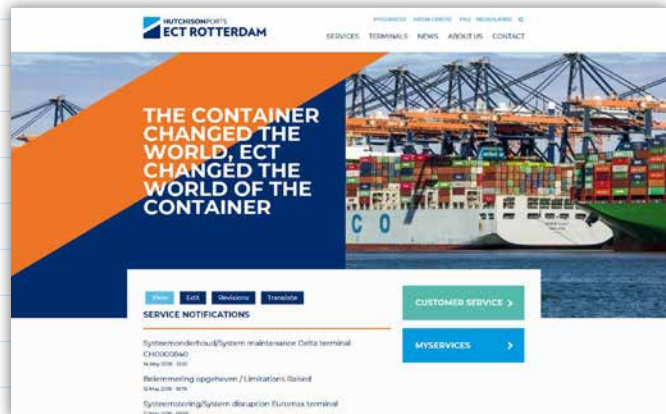 HUTCHISONPORTS
ECT ROTTERDAM
MYSERVICES MEDIA CENTRE FAQ NEDERLANDS
SERVICES TERMINALS NEWS ABOUT US CONTACT
THE CONTAINER
CHANGED THE
WORLD, ECT
CHANGED THE
WORLD OF THE
CONTAINER
C O
View Edit Revisions Translate
SERVICE NOTIFICATIONS
CUSTOMER SERVICE
MYSERVICES
Systeemonderhoud/System maintenance Delta terminal
CH0000840
Belemmering opgeheven / Limitations Raised
Systeemstoring/System disruption Euromax terminal